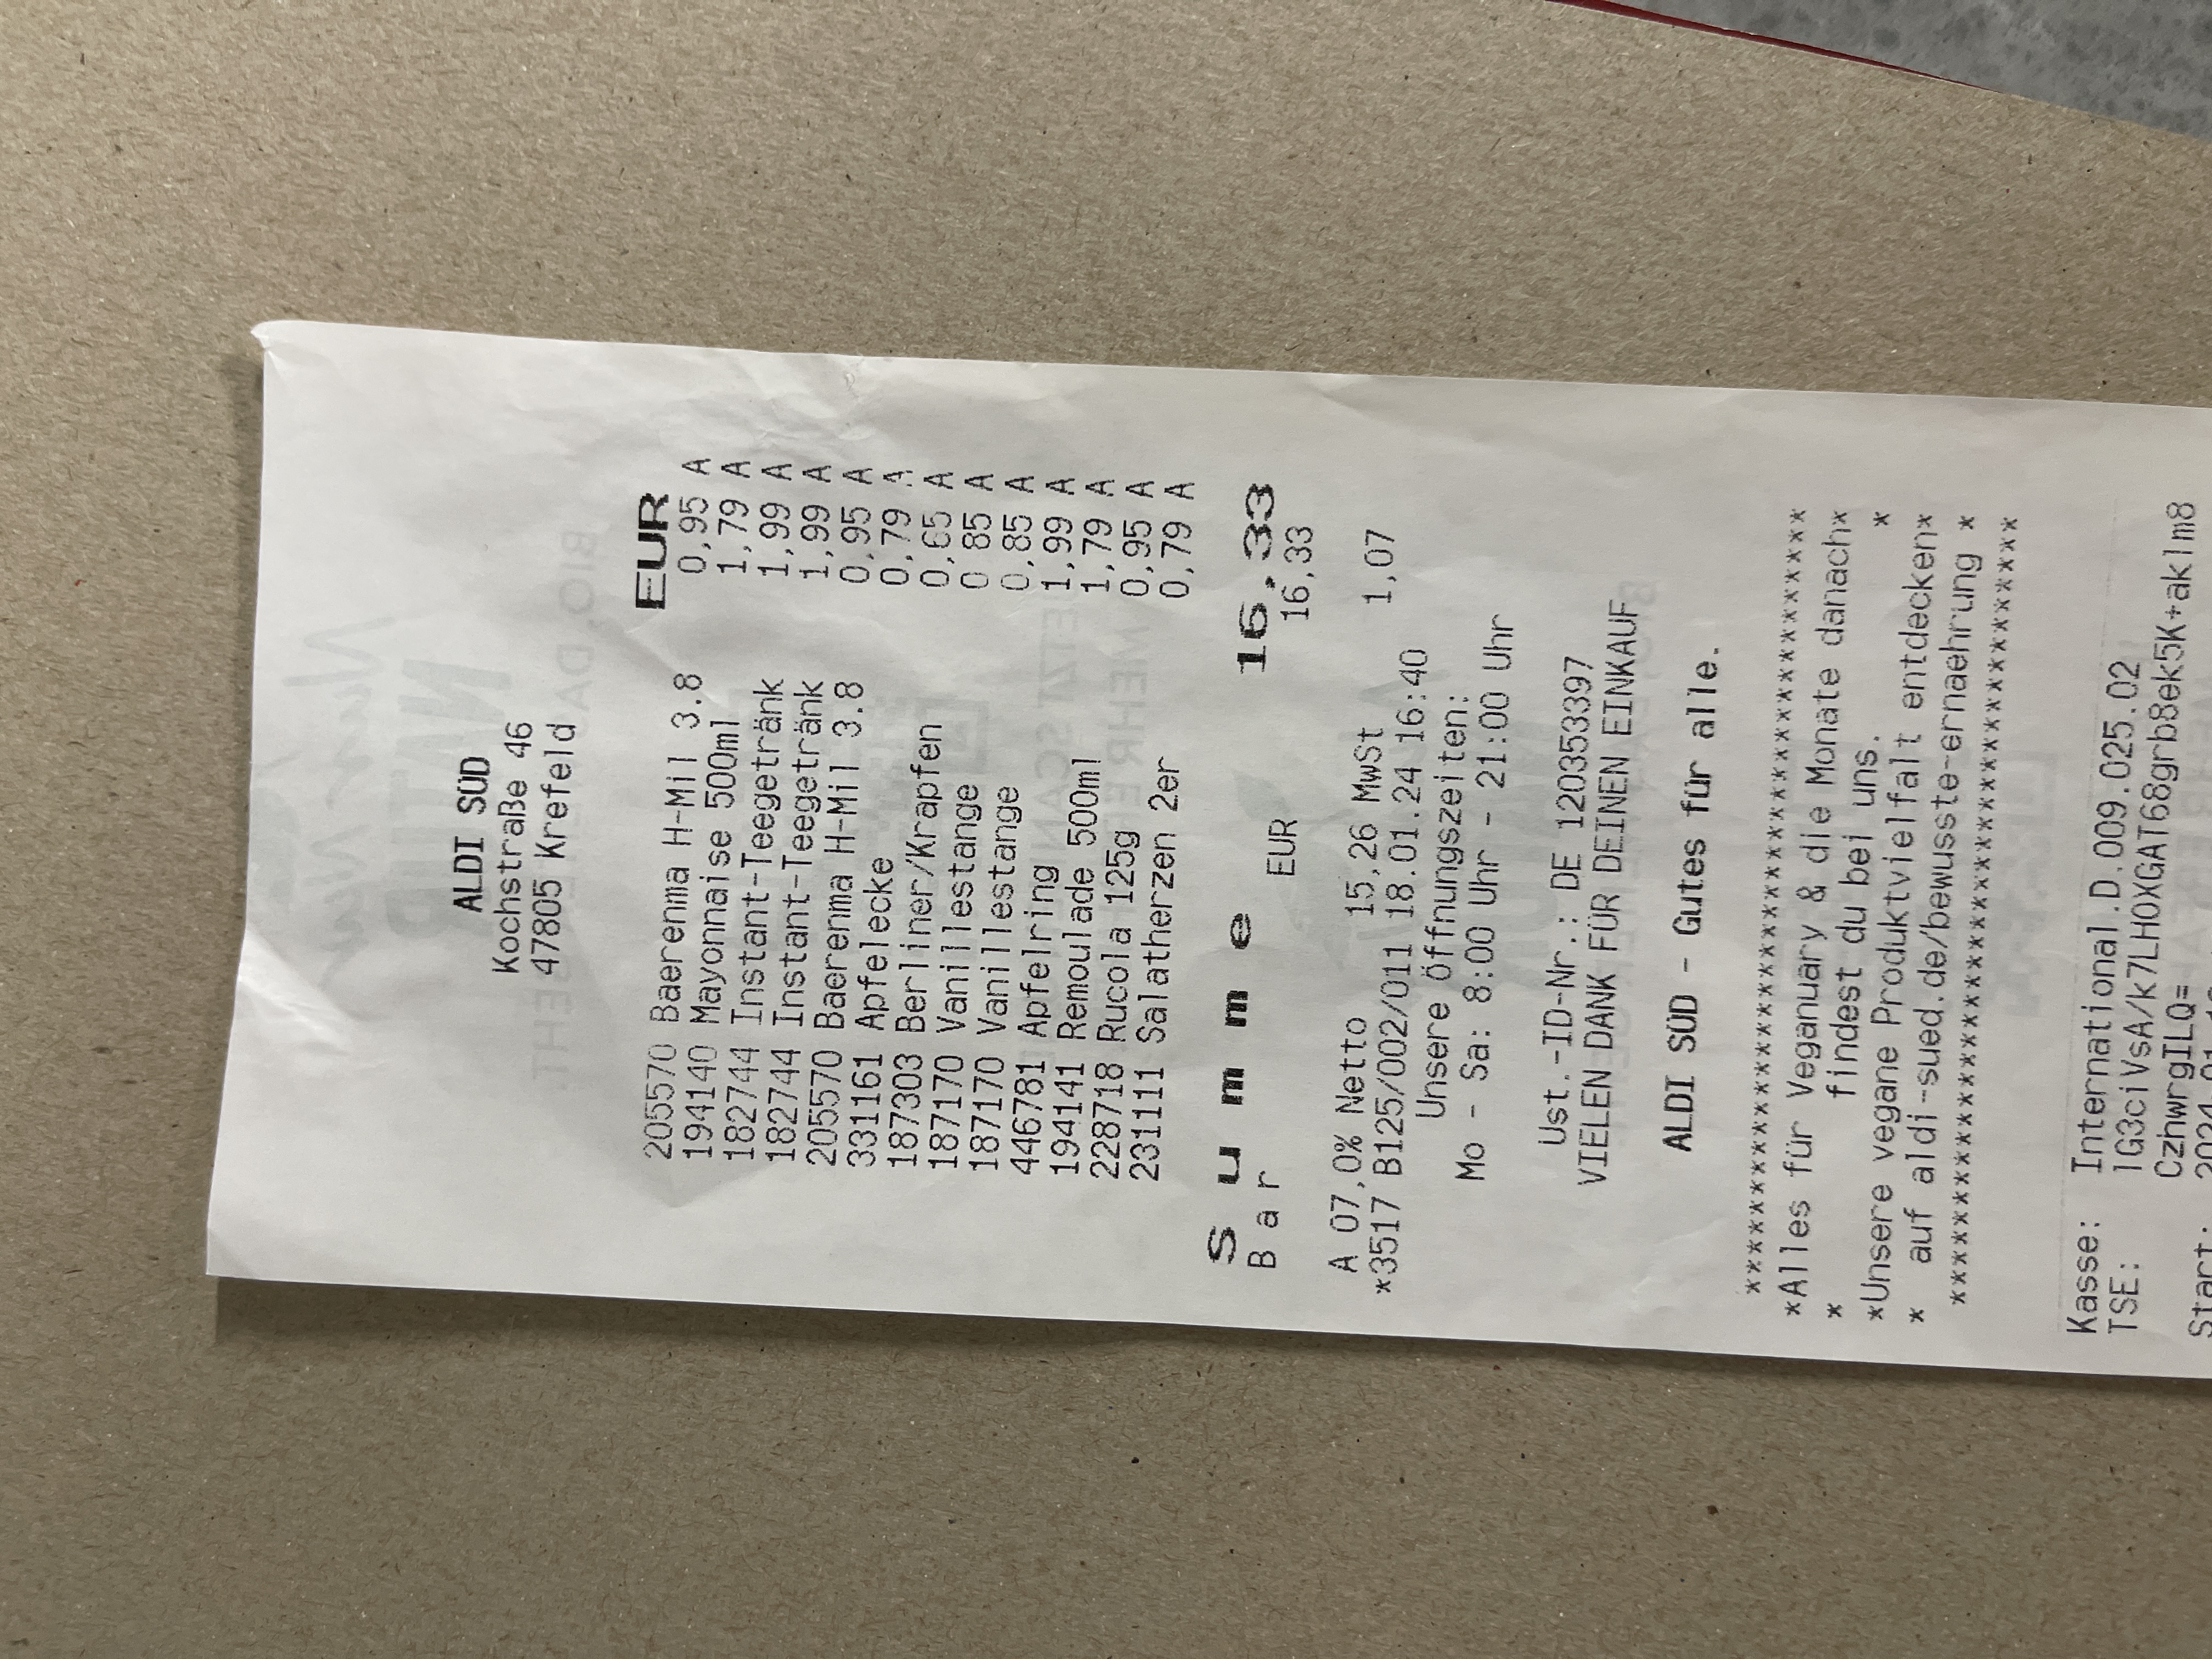 ALDI SÜD
Kochstraße 46
47805 Krefeld
EUR
205570 Baerenma H-Mil 3.8 0,95 A
194140 Mayonnaise 500ml 1,79 A
182744 Instant-Teegetränk 1,99 A
182744 Instant-Teegetränk 1,99 A
205570 Baerenma H-Mil 3.8 0,95 A
331161 Apfelecke 0,79 A
187303 Berliner/Krapfen 0,65 A
187170 Vanillestange 0 85 A
187170 Vanillestange 0,85 A
446781 Apfelring 1,99 A
194141 Remoulade 500ml 1,79 A
228718 Rucola 125g 0,95 A
231111 Salatherzen 2er 0,79 A
Summe 16,33
Bar EUR 16,33
A 07,0% Netto 15,26 MwSt 1,07
*3517 B125/002/011 18.01.24 16:40
Unsere Öffnungszeiten:
Mo - Sa: 8:00 Uhr - 21:00 Uhr
Ust.-ID-Nr.: DE 120353397
VIELEN DANK FÜR DEINEN EINKAUF
ALDI SÜD - Gutes für alle.
****************************************
*Alles für Veganuary & die Monate danach*
* findest du bei uns. *
*Unsere vegane Produktvielfalt entdecken*
* auf aldi-sued.de/bewusste-ernaehrung *
****************************************
Kasse: International.D.009.025.02
TSE: lG3ciVsA/k7LHOXGAT68grb8ek5K+aklm8
CzhwrgILQ=
Start: